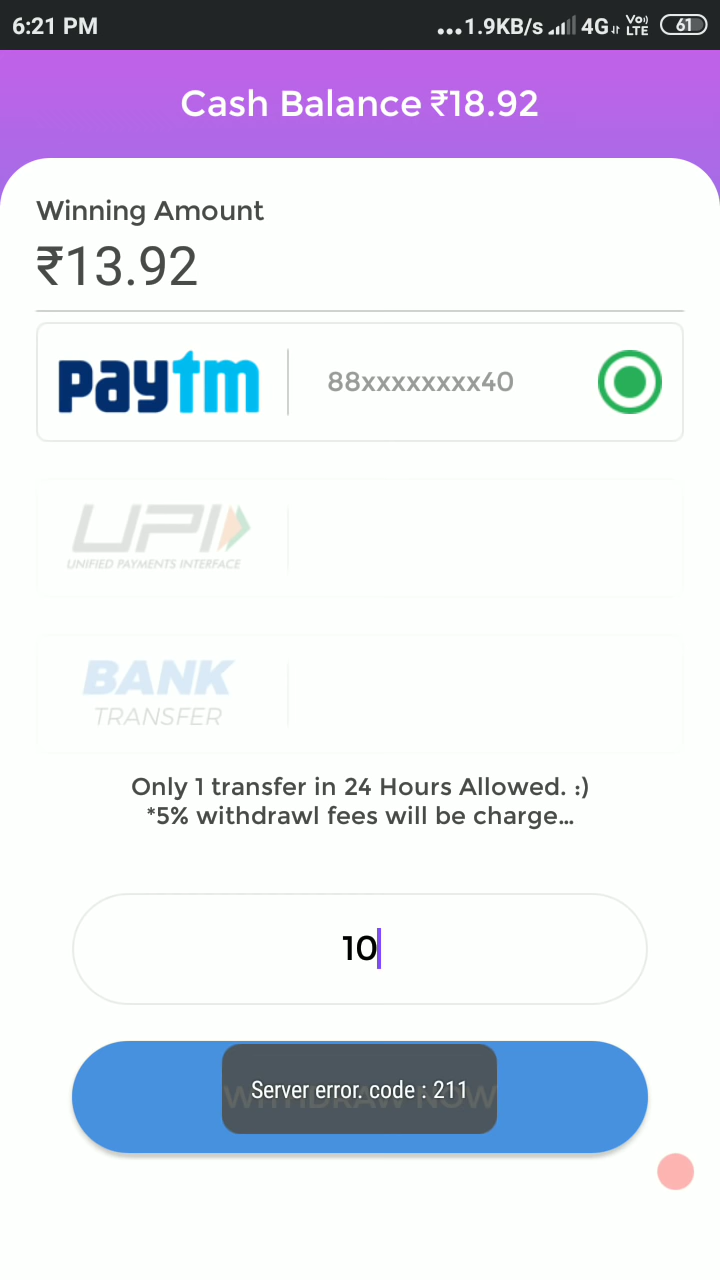 6:21 PM ...1.9KB/s 4G Vo) LTE 61
Cash Balance ₹18.92
Winning Amount
₹13.92
paytm 88xxxxxxxx40
UPI
UNIFIED PAYMENTS INTERFACE
BANK
TRANSFER
Only 1 transfer in 24 Hours Allowed. :)
*5% withdrawl fees will be charge...
10
WITHDRAW NOW
Server error. code : 211